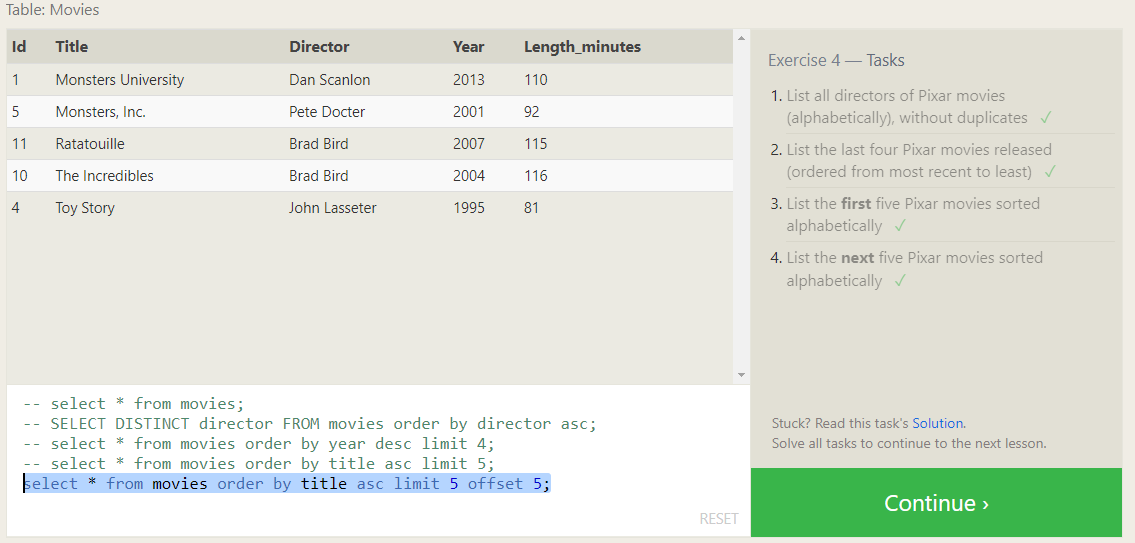 Table: Movies
Id Title Director Year Length_minutes
1 Monsters University Dan Scanlon 2013 110
5 Monsters, Inc. Pete Docter 2001 92
11 Ratatouille Brad Bird 2007 115
10 The Incredibles Brad Bird 2004 116
4 Toy Story John Lasseter 1995 81
-- select * from movies;
-- SELECT DISTINCT director FROM movies order by director asc;
-- select * from movies order by year desc limit 4;
-- select * from movies order by title asc limit 5;
select * from movies order by title asc limit 5 offset 5;
RESET
Exercise 4 — Tasks
1. List all directors of Pixar movies
(alphabetically), without duplicates ✓
2. List the last four Pixar movies released
(ordered from most recent to least) ✓
3. List the first five Pixar movies sorted
alphabetically ✓
4. List the next five Pixar movies sorted
alphabetically ✓
Stuck? Read this task's Solution.
Solve all tasks to continue to the next lesson.
Continue ›